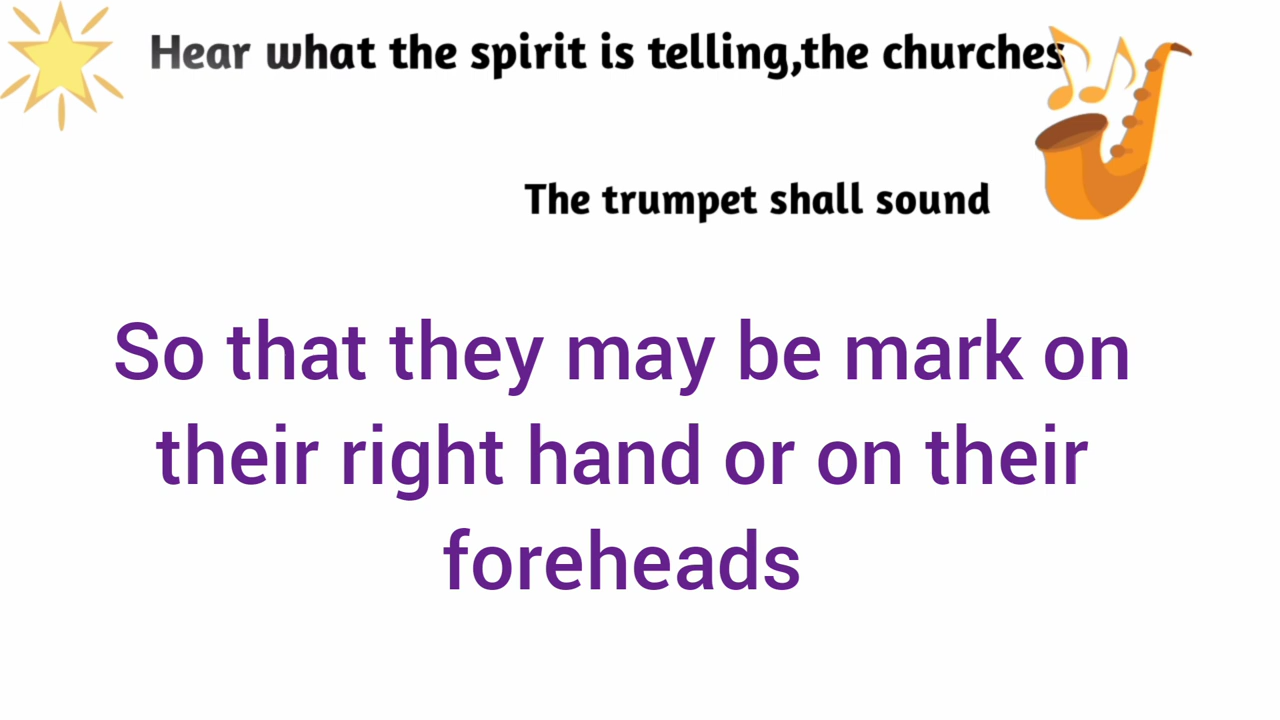 Hear what the spirit is telling,the churches
The trumpet shall sound
So that they may be mark on
their right hand or on their
foreheads